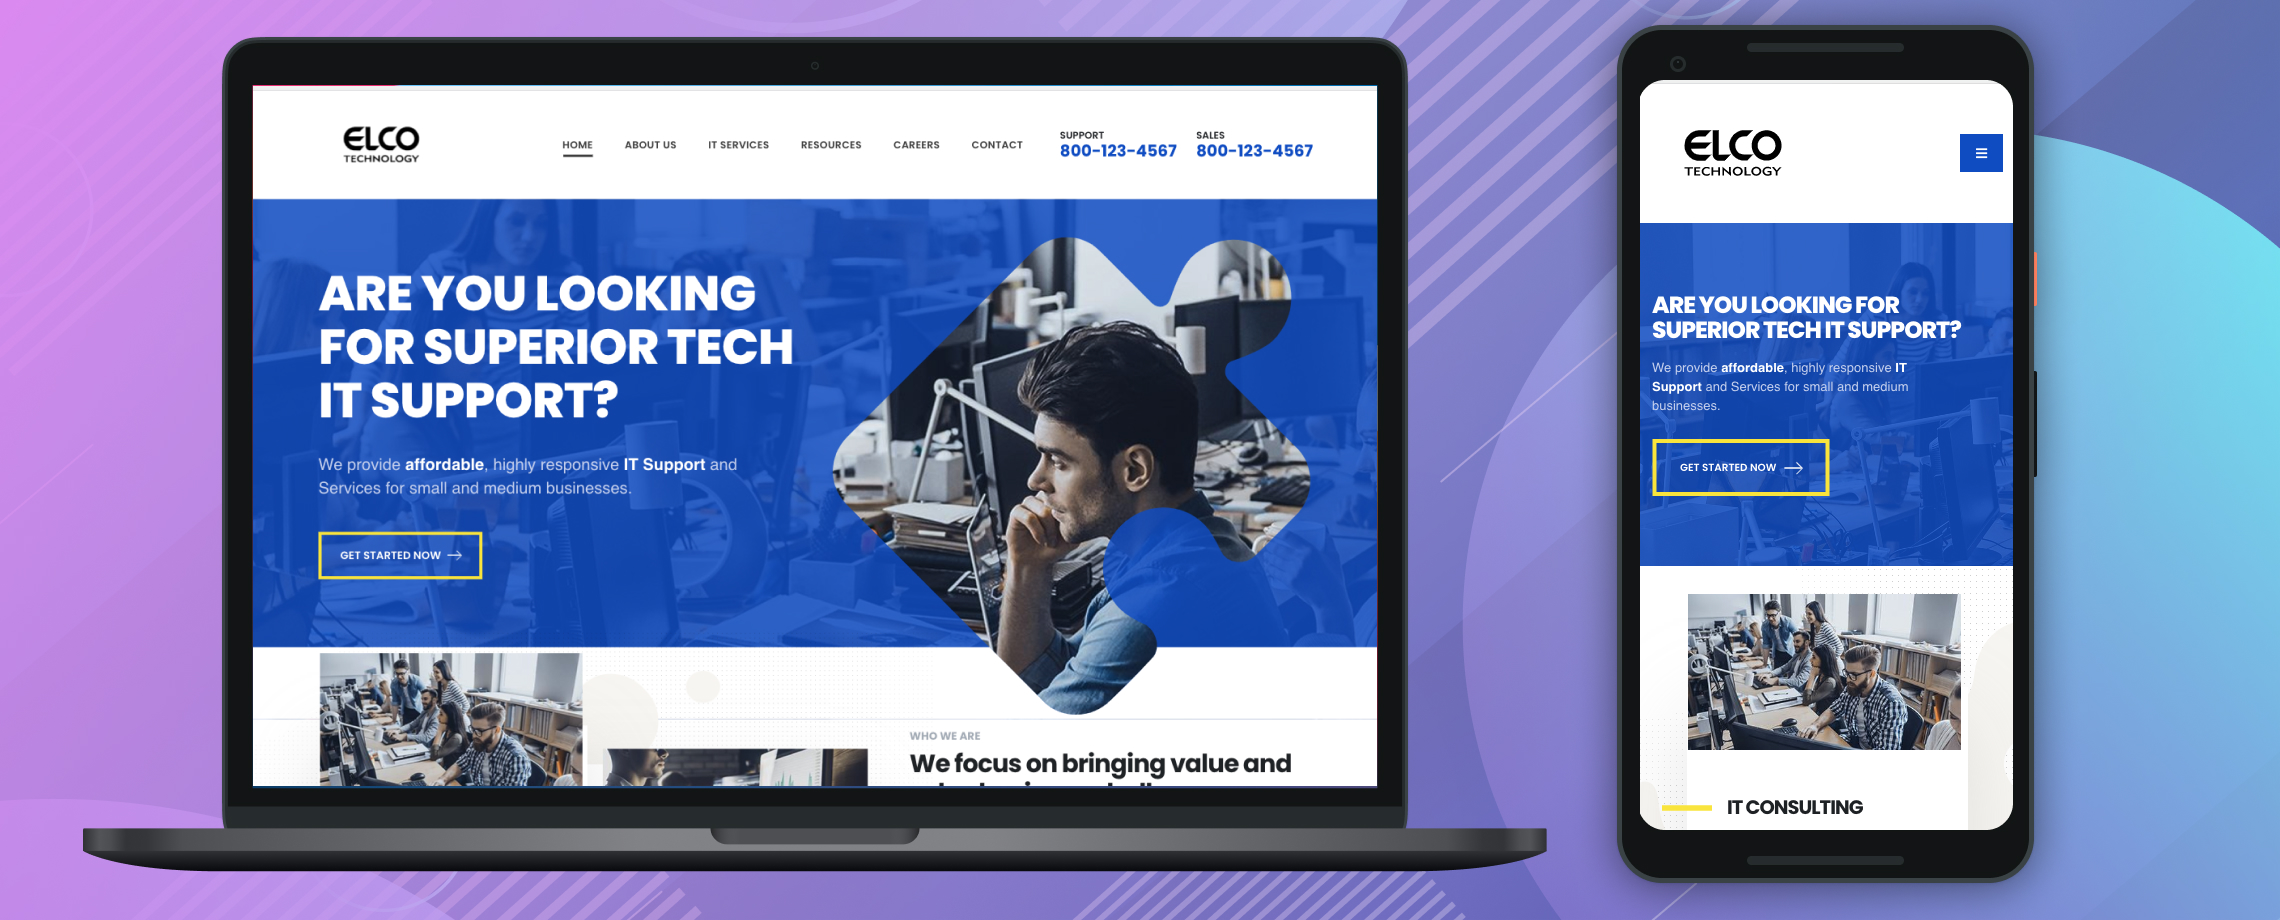 ELCO
TECHNOLOGY
HOME ABOUT US IT SERVICES RESOURCES CAREERS CONTACT
SUPPORT
800-123-4567
SALES
800-123-4567
ARE YOU LOOKING
FOR SUPERIOR TECH
IT SUPPORT?
We provide affordable, highly responsive IT Support and
Services for small and medium businesses.
GET STARTED NOW
WHO WE ARE
We focus on bringing value and
ELCO
TECHNOLOGY
ARE YOU LOOKING FOR
SUPERIOR TECH IT SUPPORT?
We provide affordable, highly responsive IT
Support and Services for small and medium
businesses.
GET STARTED NOW
IT CONSULTING